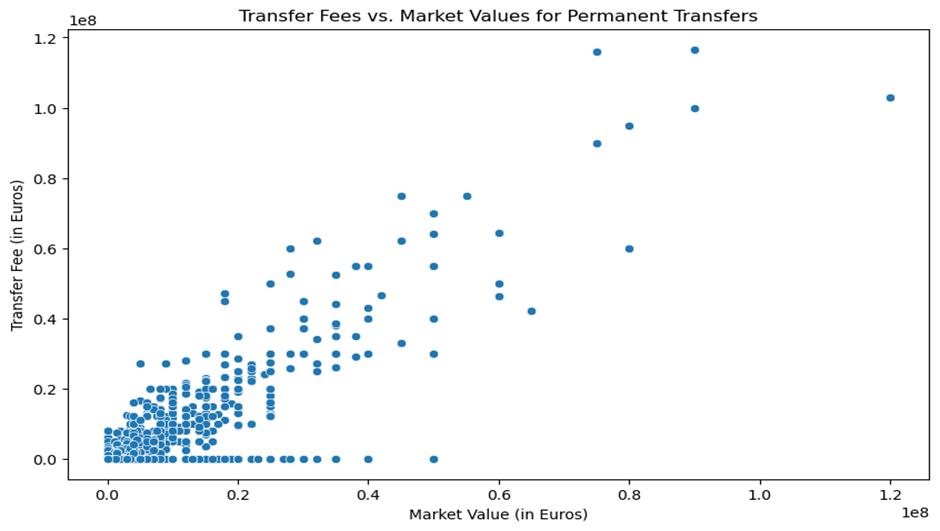 Transfer Fees vs. Market Values for Permanent Transfers
1e8
1.2
1.0
0.8
0.6
0.4
0.2
0.0
Transfer Fee (in Euros)
0.0 0.2 0.4 0.6 0.8 1.0 1.2
1e8
Market Value (in Euros)